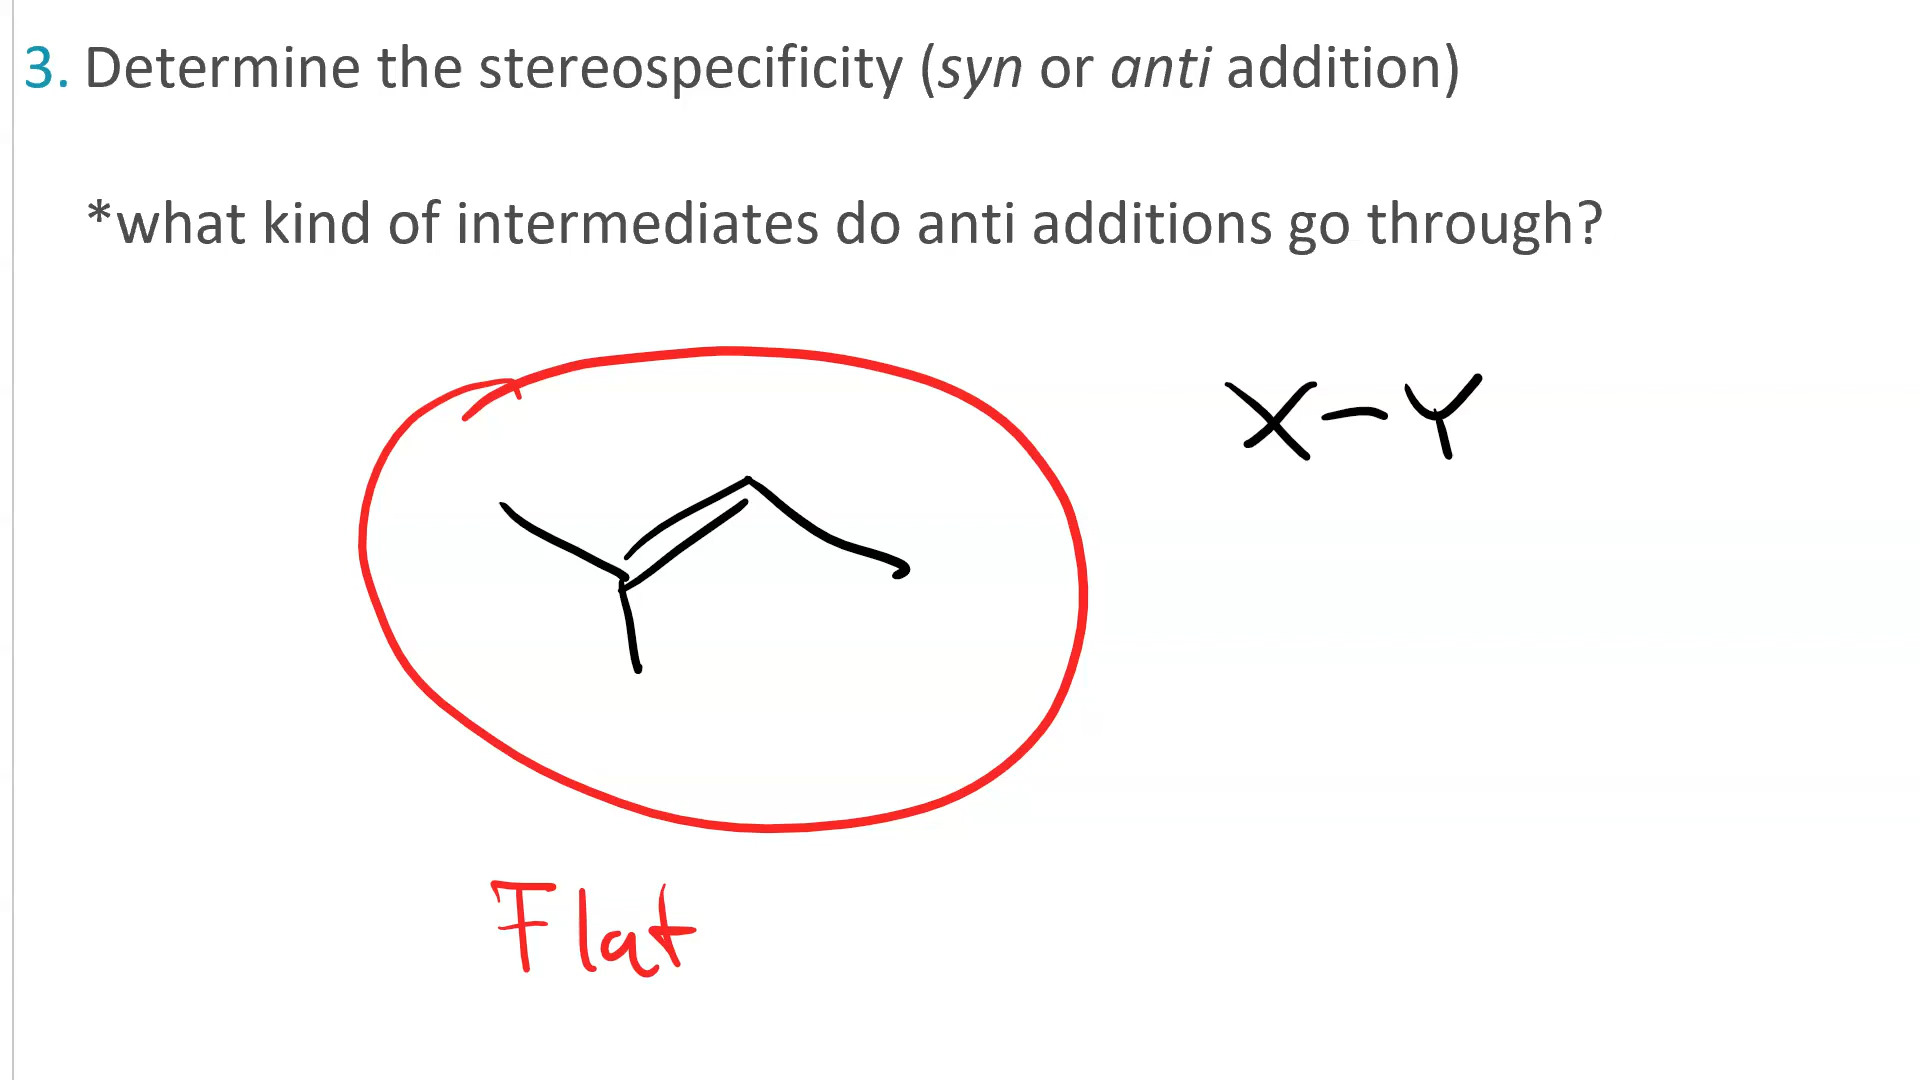 3. Determine the stereospecificity (syn or anti addition)
*what kind of intermediates do anti additions go through?
X-Y
Flat